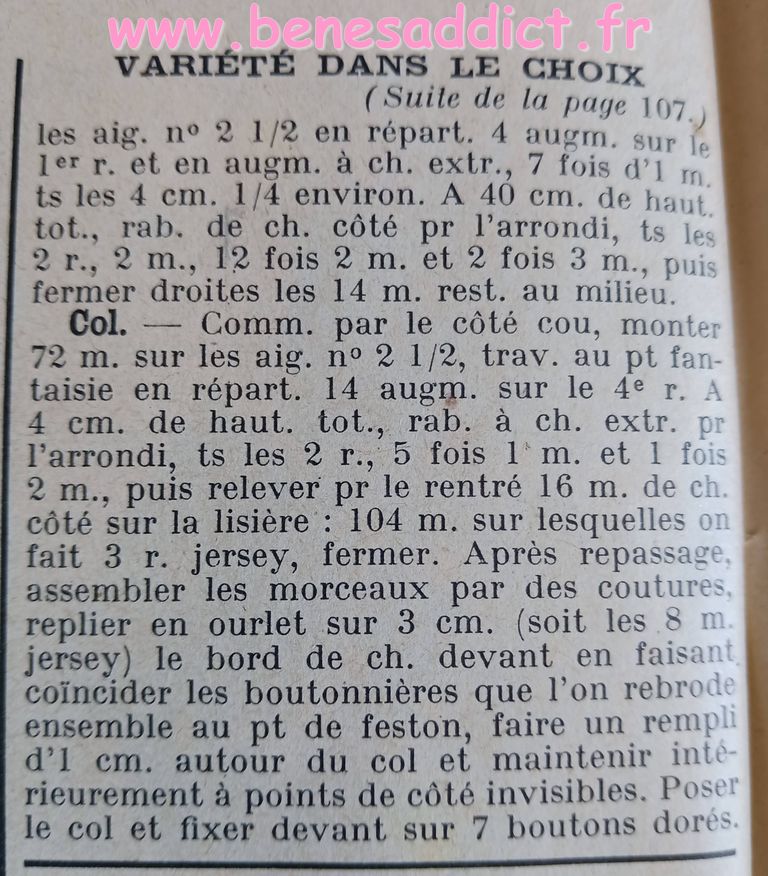 www.benesaddict.fr
VARIÉTÉ DANS LE CHOIX
(Suite de la page 107.)
les aig. nº 2 1/2 en répart. 4 augm. sur le
1er r. et en augm. à ch. extr., 7 fois d'1 m.
ts les 4 cm. 1/4 environ. A 40 cm. de haut.
tot., rab. de ch. côté pr l'arrondi, ts les
2 r., 2 m., 12 fois 2 m. et 2 fois 3 m., puis
fermer droites les 14 m. rest. au milieu.
Col. — Comm. par le côté cou, monter
72 m. sur les aig. nº 2 1/2, trav. au pt fan-
taisie en répart. 14 augm. sur le 4e r. A
4 cm. de haut. tot., rab. à ch. extr. pr
l'arrondi, ts les 2 r., 5 fois 1 m. et 1 fois
2 m., puis relever pr le rentré 16 m. de ch.
côté sur la lisière : 104 m. sur lesquelles on
fait 3 r. jersey, fermer. Après repassage,
assembler les morceaux par des coutures,
replier en ourlet sur 3 cm. (soit les 8 m.
jersey) le bord de ch. devant en faisant
coïncider les boutonnières que l'on rebrode
ensemble au pt de feston, faire un rempli
d'1 cm. autour du col et maintenir inté-
rieurement à points de côté invisibles. Poser
le col et fixer devant sur 7 boutons dorés.